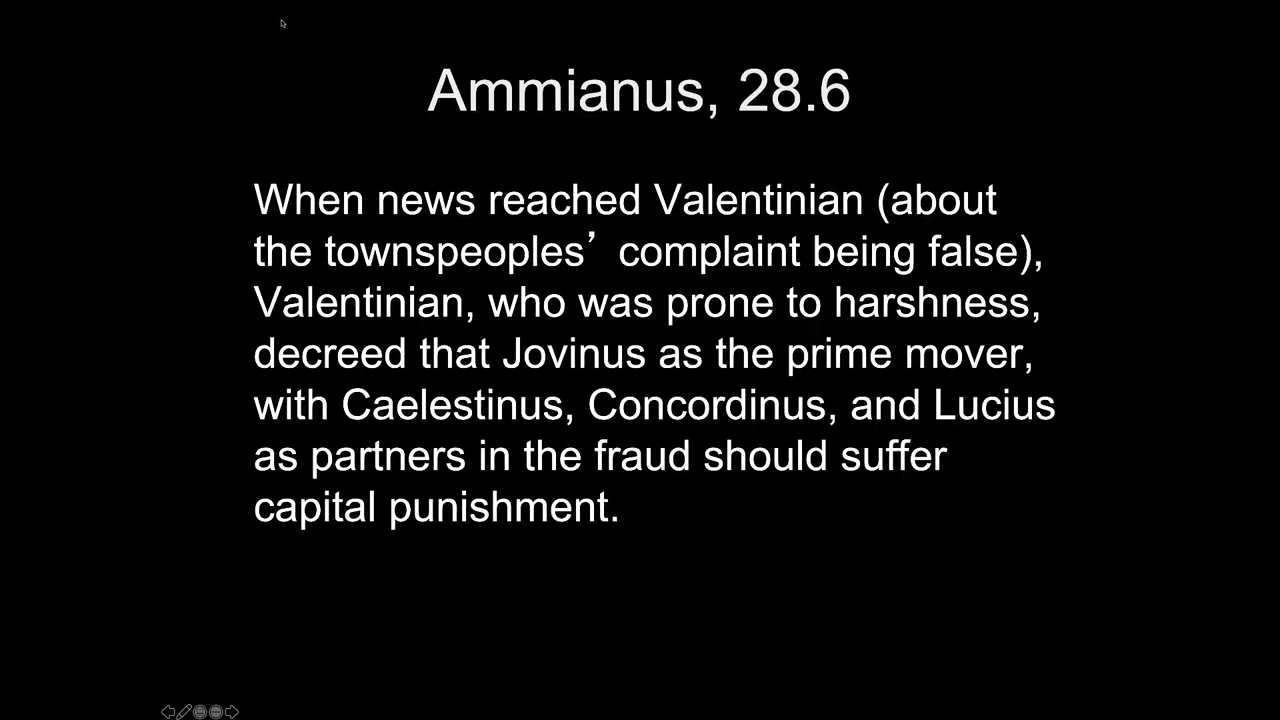 Ammianus, 28.6
When news reached Valentinian (about
the townspeoples’ complaint being false),
Valentinian, who was prone to harshness,
decreed that Jovinus as the prime mover,
with Caelestinus, Concordinus, and Lucius
as partners in the fraud should suffer
capital punishment.